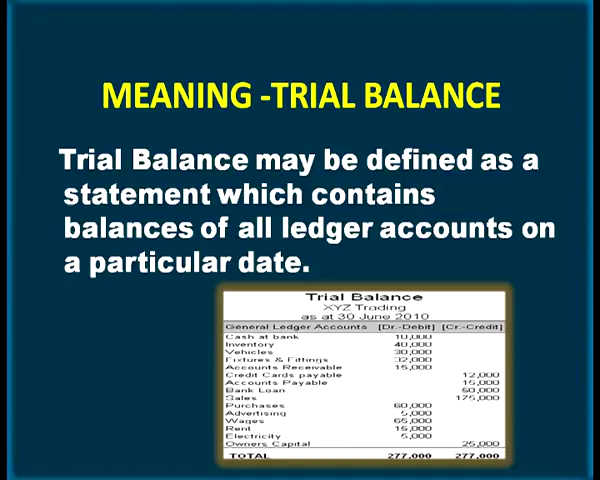 MEANING -TRIAL BALANCE
Trial Balance may be defined as a
statement which contains
balances of all ledger accounts on
a particular date.
Trial Balance
XYZ Trading
as at 30 June 2010
General Ledger Accounts [Dr.-Debit] [Cr.-Credit]
Cash at bank 10,000
Inventory 40,000
Vehicles 30,000
Fixtures & Fittings 32,000
Accounts Receivable 15,000
Credit Cards payable 12,000
Accounts Payable 15,000
Bank Loan 50,000
Sales 175,000
Purchases 60,000
Advertising 5,000
Wages 65,000
Rent 15,000
Electricity 5,000
Owners Capital 25,000
TOTAL 277,000 277,000